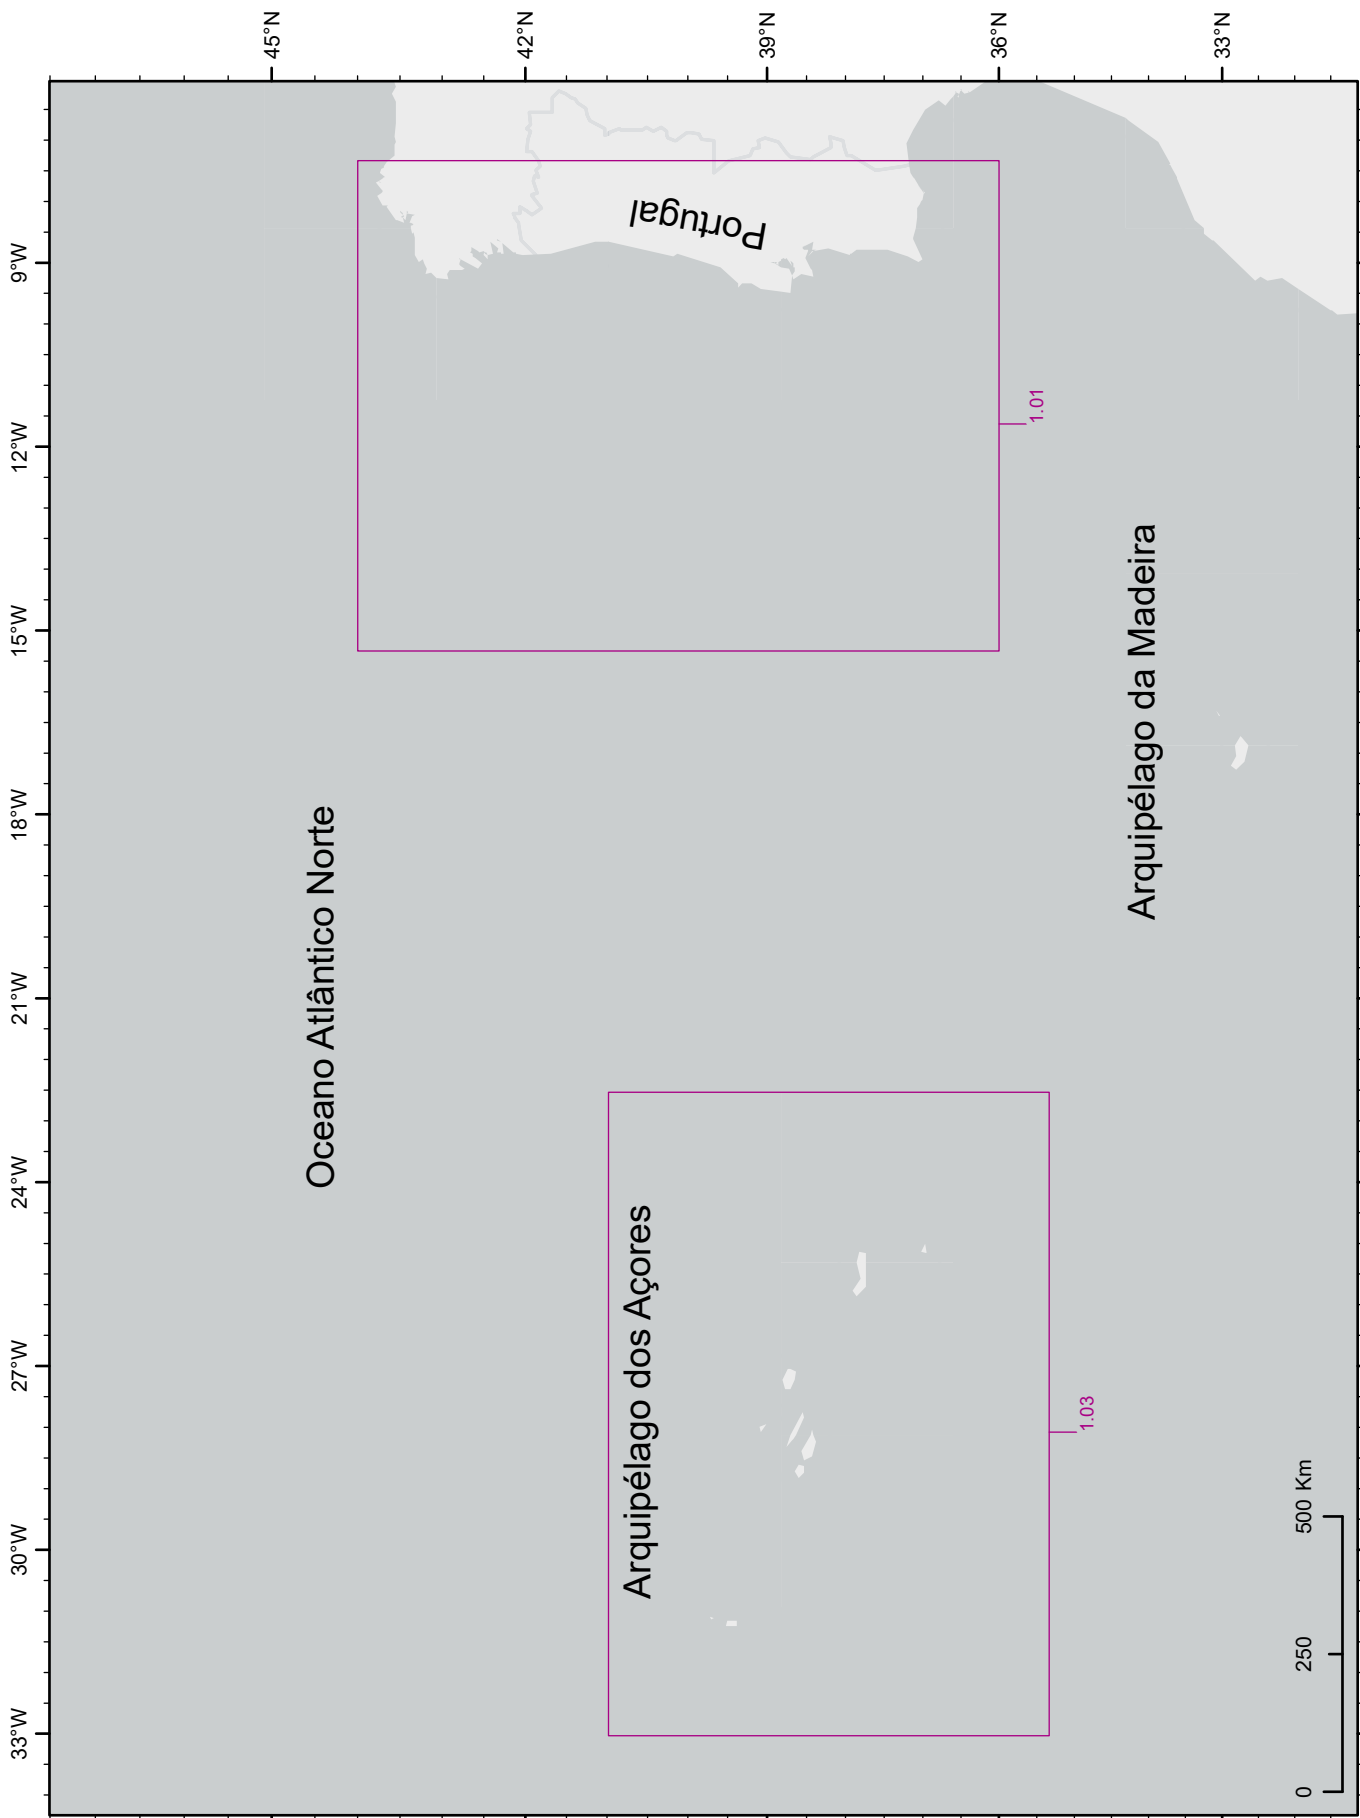 45°N
42°N
39°N
36°N
33°N
33°W
30°W
27°W
24°W
21°W
18°W
15°W
12°W
9°W
Oceano Atlântico Norte
Portugal
Arquipélago dos Açores
Arquipélago da Madeira
1.01
1.03
0
250
500 Km